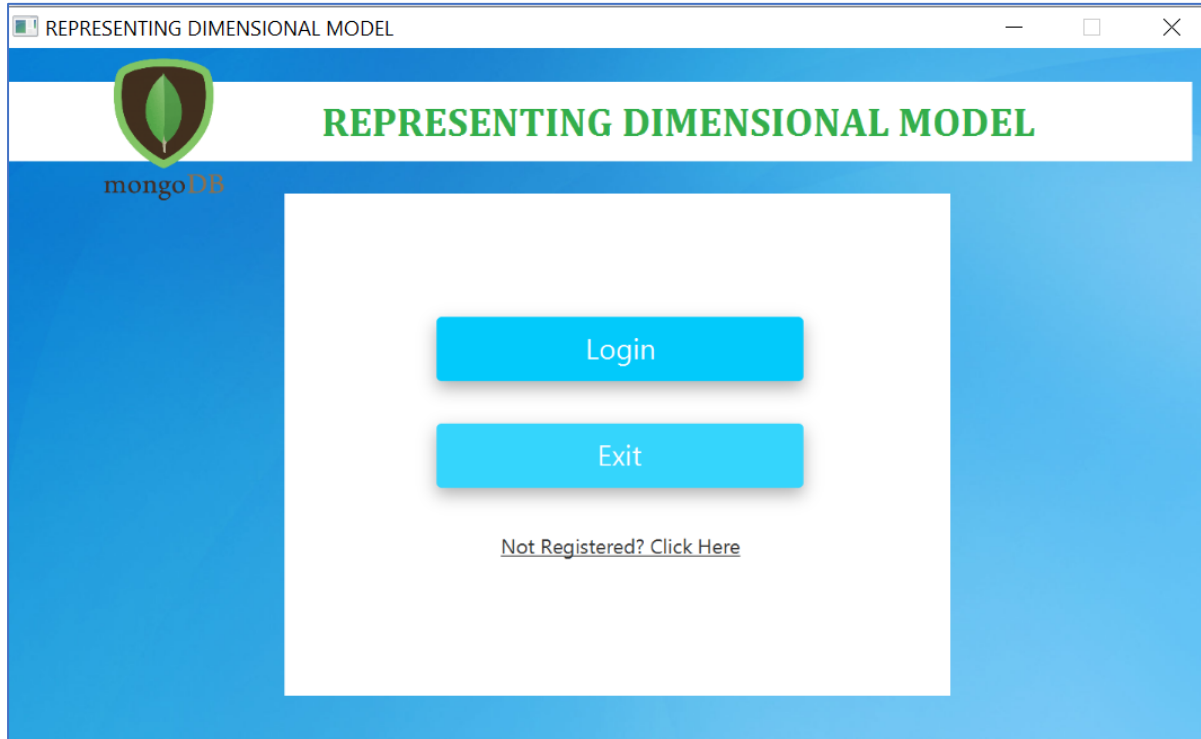 REPRESENTING DIMENSIONAL MODEL
REPRESENTING DIMENSIONAL MODEL
mongoDB
Login
Exit
Not Registered? Click Here